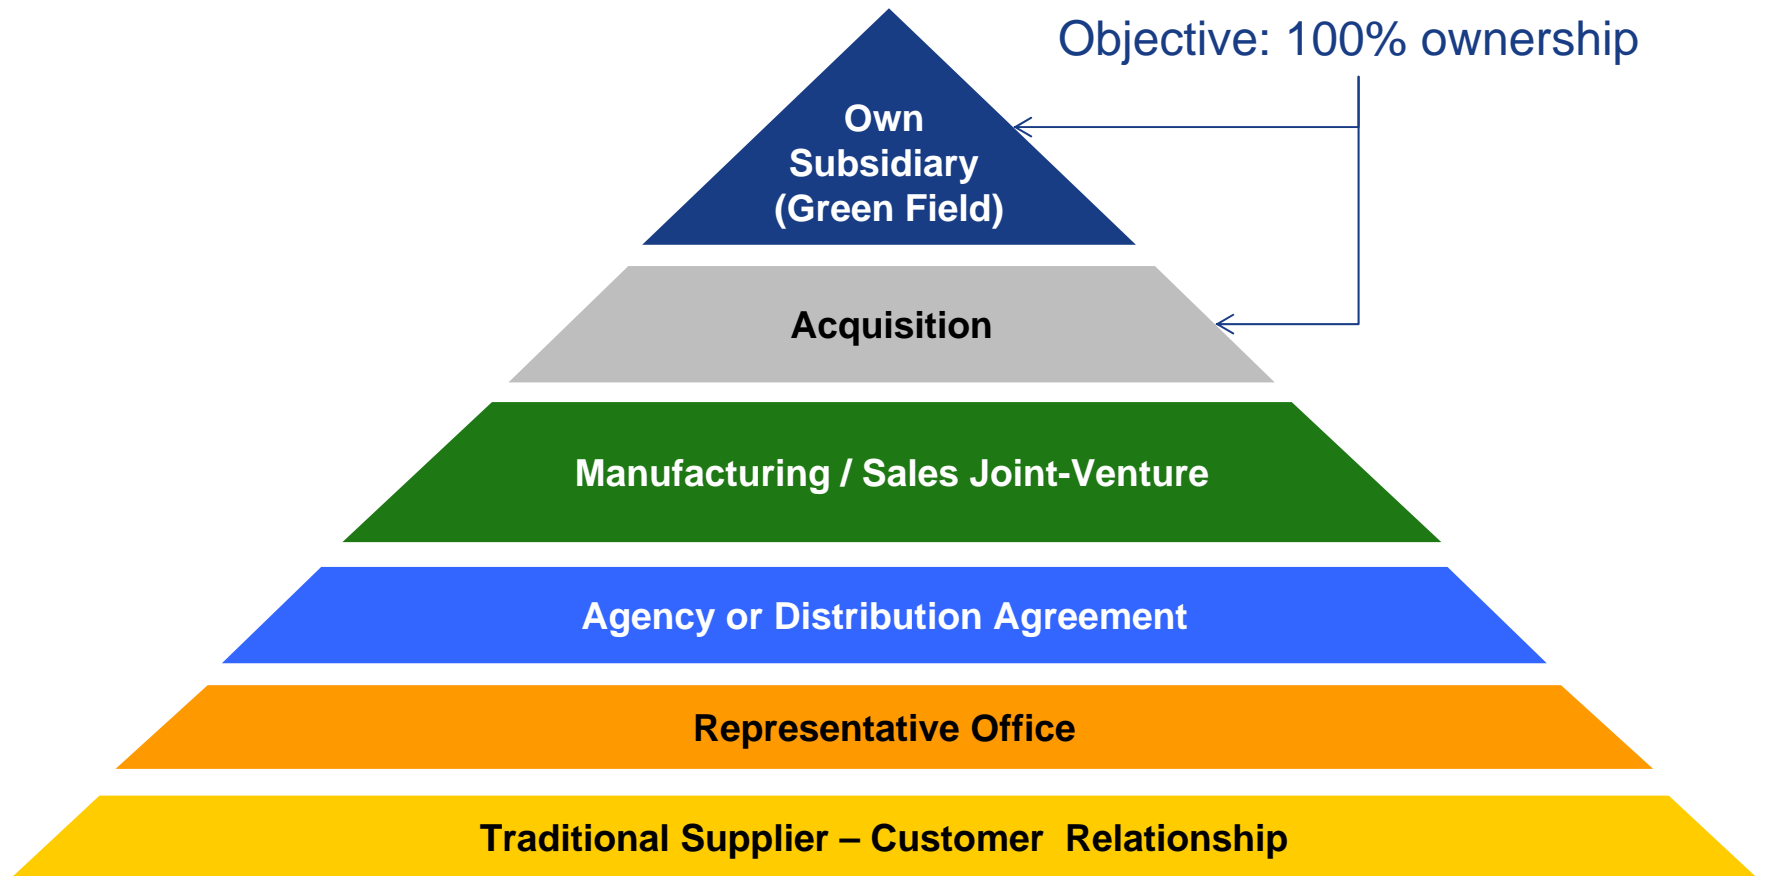 Objective: 100% ownership
Own
Subsidiary
(Green Field)
Acquisition
Manufacturing / Sales Joint-Venture
Agency or Distribution Agreement
Representative Office
Traditional Supplier – Customer  Relationship